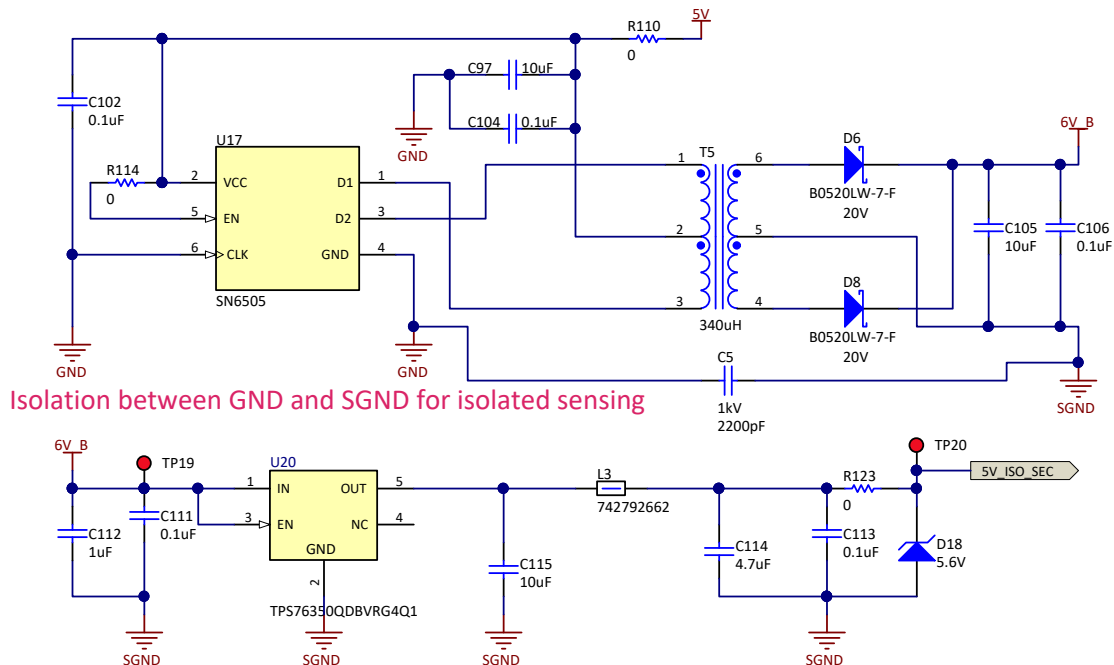 5V
R110
0
C97
10uF
C104
0.1uF
GND
C102
0.1uF
U17
R114
0
2
VCC
D1
1
5
EN
D2
3
6
CLK
GND
4
SN6505
GND
GND
T5
1
6
2
5
3
4
340uH
D6
B0520LW-7-F
20V
D8
B0520LW-7-F
20V
6V_B
C105
10uF
C106
0.1uF
C5
1kV
2200pF
SGND
Isolation between GND and SGND for isolated sensing
6V_B
TP19
C112
1uF
C111
0.1uF
SGND
U20
1
IN
OUT
5
3
EN
NC
4
GND
2
TPS76350QDBVRG4Q1
SGND
C115
10uF
SGND
L3
742792662
C114
4.7uF
C113
0.1uF
SGND
R123
0
TP20
5V_ISO_SEC
D18
5.6V